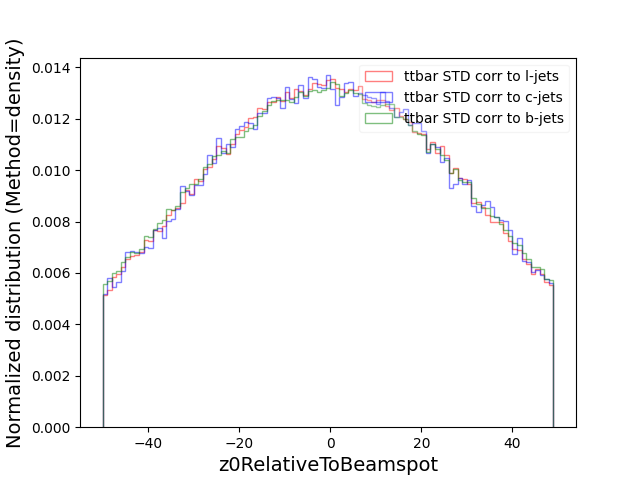 0.014
0.012
0.010
0.008
0.006
0.004
0.002
0.000
Normalized distribution (Method=density)
ttbar STD corr to l-jets
ttbar STD corr to c-jets
ttbar STD corr to b-jets
−40
−20
0
20
40
z0RelativeToBeamspot